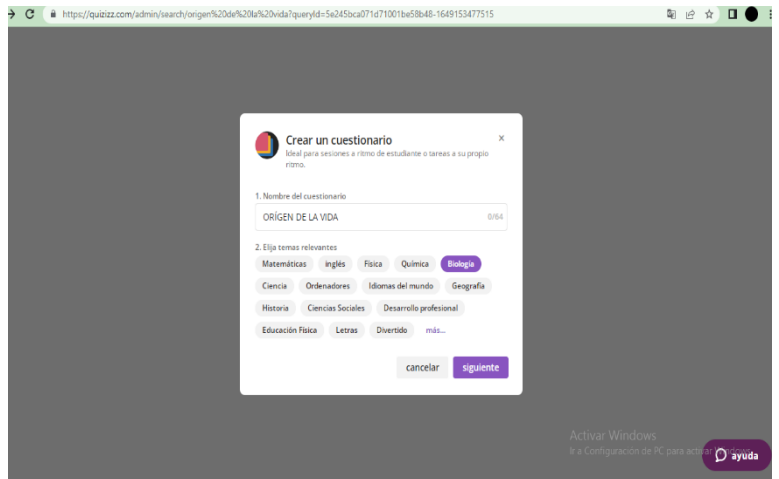 https://quizizz.com/admin/search/origen%20de%20la%20vida?queryId=5e245bca071d71001be58b48-1649153477515
Crear un cuestionario
Ideal para sesiones a ritmo de estudiante o tareas a su propio
ritmo.
1. Nombre del cuestionario
ORÍGEN DE LA VIDA 0/64
2. Elija temas relevantes
Matemáticas inglés Física Química Biología
Ciencia Ordenadores Idiomas del mundo Geografía
Historia Ciencias Sociales Desarrollo profesional
Educación Física Letras Divertido más...
cancelar siguiente
Activar Windows
Ir a Configuración de PC para activar Windows.
ayuda